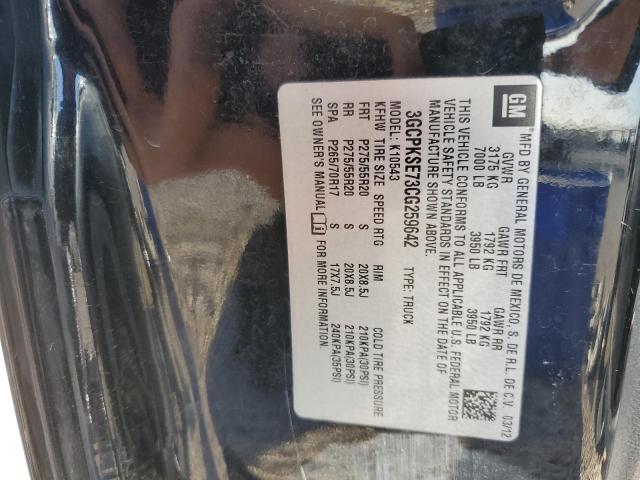 GM
MFD BY GENERAL MOTORS DE MEXICO, S. DE R.L. DE C.V. 03/12
GVWR GAWR FRT GAWR RR
3175 KG 1792 KG 1792 KG
7000 LB 3950 LB 3950 LB
THIS VEHICLE CONFORMS TO ALL APPLICABLE U.S. FEDERAL MOTOR
VEHICLE SAFETY STANDARDS IN EFFECT ON THE DATE OF
MANUFACTURE SHOWN ABOVE.
3GCPKSE73CG259642 TYPE: TRUCK
MODEL: K10543
KFHW TIRE SIZE SPEED RTG RIM COLD TIRE PRESSURE
FRT P275/55R20 S 20X8.5J 210KPA(30PSI)
RR P275/55R20 S 20X8.5J 210KPA(30PSI)
SPA P265/70R17 S 17X7.5J 240KPA(35PSI)
SEE OWNER'S MANUAL FOR MORE INFORMATION.